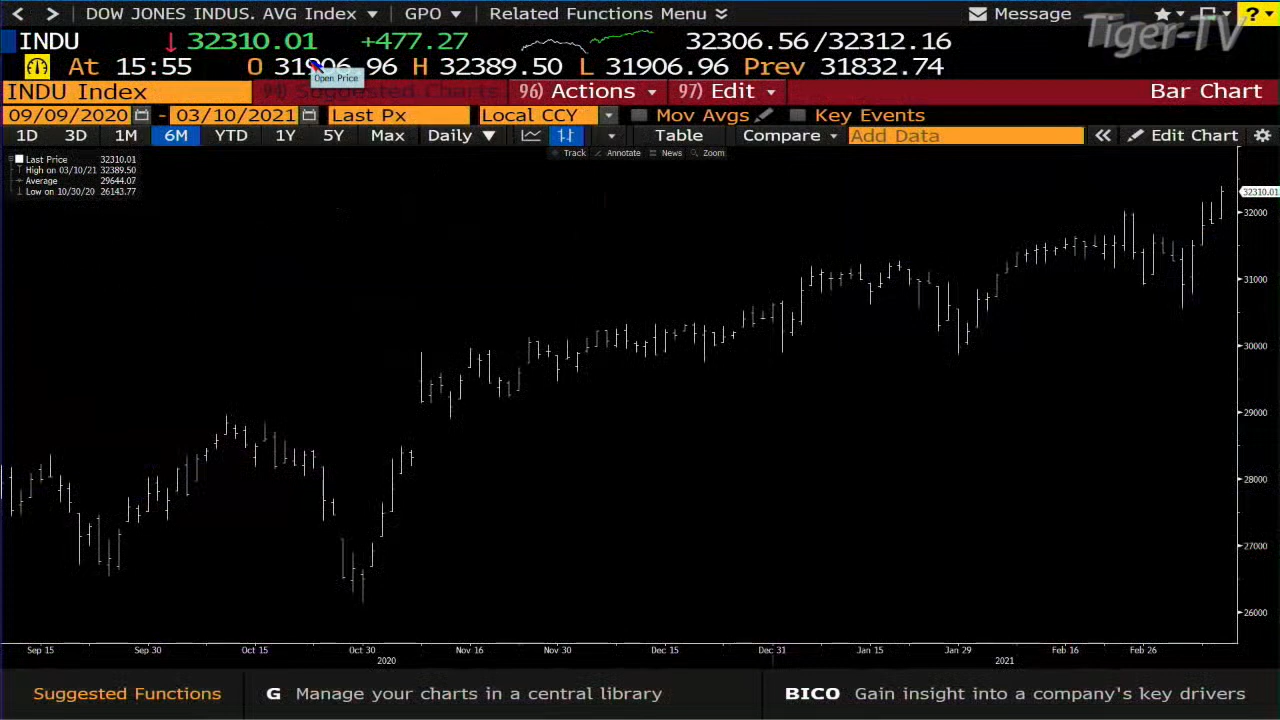 DOW JONES INDUS. AVG Index GPO Related Functions Menu Message ?
Tiger-TV
INDU 32310.01 +477.27 32306.56/32312.16
At 15:55 O 31906.96 H 32389.50 L 31906.96 Prev 31832.74
Open Price
INDU Index 94) Suggested Charts 96) Actions 97) Edit Bar Chart
09/09/2020 - 03/10/2021 Last Px Local CCY Mov Avgs Key Events
1D 3D 1M 6M YTD 1Y 5Y Max Daily Table Compare Add Data Edit Chart
Track Annotate News Zoom
Last Price 32310.01
High on 03/10/21 32389.50
Average 29644.07
Low on 10/30/20 26143.77
32310.01
32000
31000
30000
29000
28000
27000
26000
Sep 15 Sep 30 Oct 15 Oct 30 Nov 16 Nov 30 Dec 15 Dec 31 Jan 15 Jan 29 Feb 16 Feb 26
2020 2021
Suggested Functions G Manage your charts in a central library BICO Gain insight into a company's key drivers